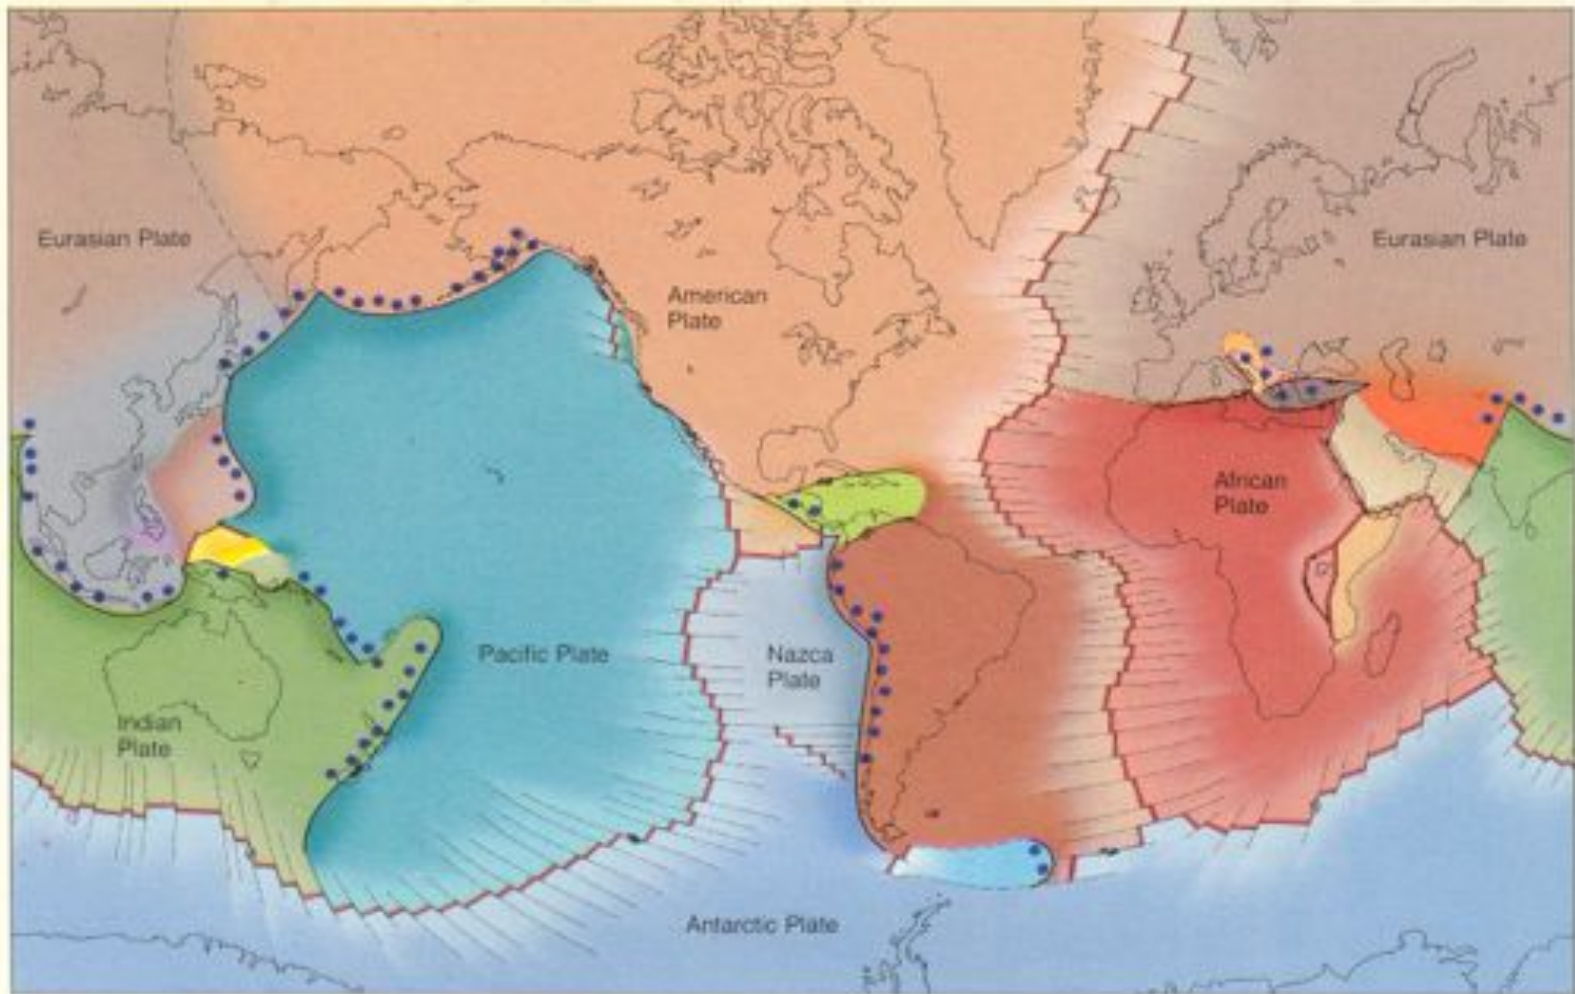 Eurasian Plate
Eurasian Plate
American
Plate
African
Plate
Pacific Plate
Nazca
Plate
Indian
Plate
Antarctic Plate